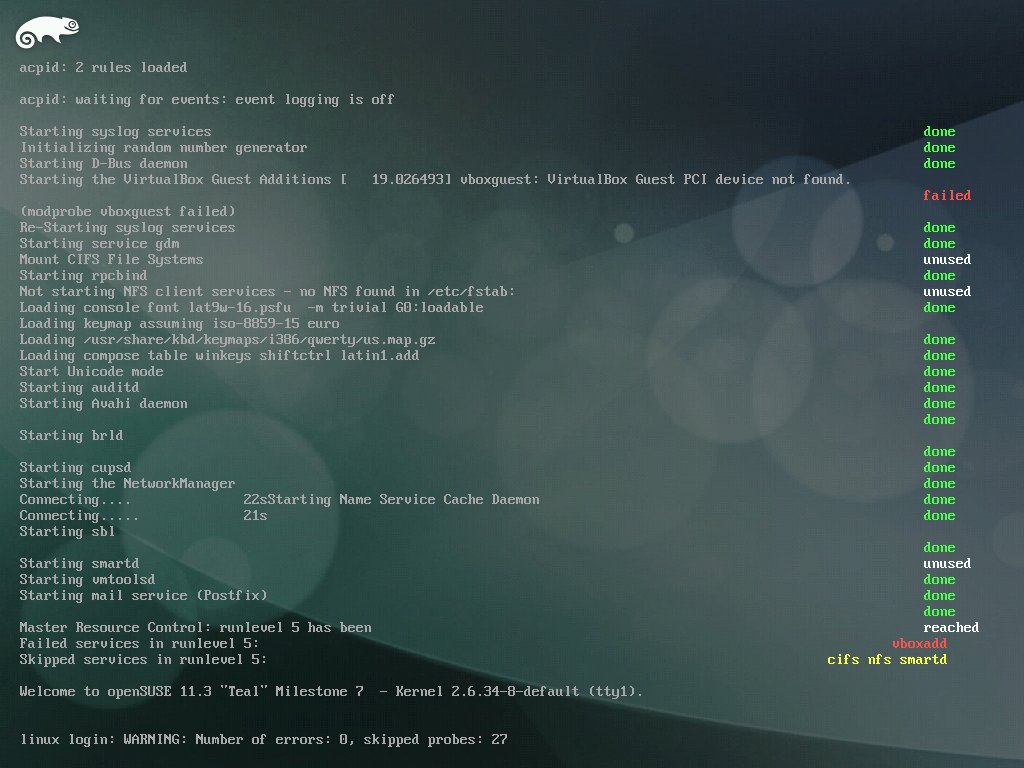 acpid: 2 rules loaded
acpid: waiting for events: event logging is off
Starting syslog services done
Initializing random number generator done
Starting D-Bus daemon done
Starting the VirtualBox Guest Additions [   19.026493] vboxguest: VirtualBox Guest PCI device not found.
failed
(modprobe vboxguest failed)
Re-Starting syslog services done
Starting service gdm done
Mount CIFS File Systems unused
Starting rpcbind done
Not starting NFS client services - no NFS found in /etc/fstab: unused
Loading console font lat9w-16.psfu  -m trivial G0:loadable done
Loading keymap assuming iso-8859-15 euro
Loading /usr/share/kbd/keymaps/i386/qwerty/us.map.gz done
Loading compose table winkeys shiftctrl latin1.add done
Start Unicode mode done
Starting auditd done
Starting Avahi daemon done
done
Starting brld
done
Starting cupsd done
Starting the NetworkManager done
Connecting.... 22sStarting Name Service Cache Daemon done
Connecting..... 21s done
Starting sbl
done
Starting smartd unused
Starting vmtoolsd done
Starting mail service (Postfix) done
done
Master Resource Control: runlevel 5 has been reached
Failed services in runlevel 5: vboxadd
Skipped services in runlevel 5: cifs nfs smartd
Welcome to openSUSE 11.3 "Teal" Milestone 7  - Kernel 2.6.34-8-default (tty1).
linux login: WARNING: Number of errors: 0, skipped probes: 27